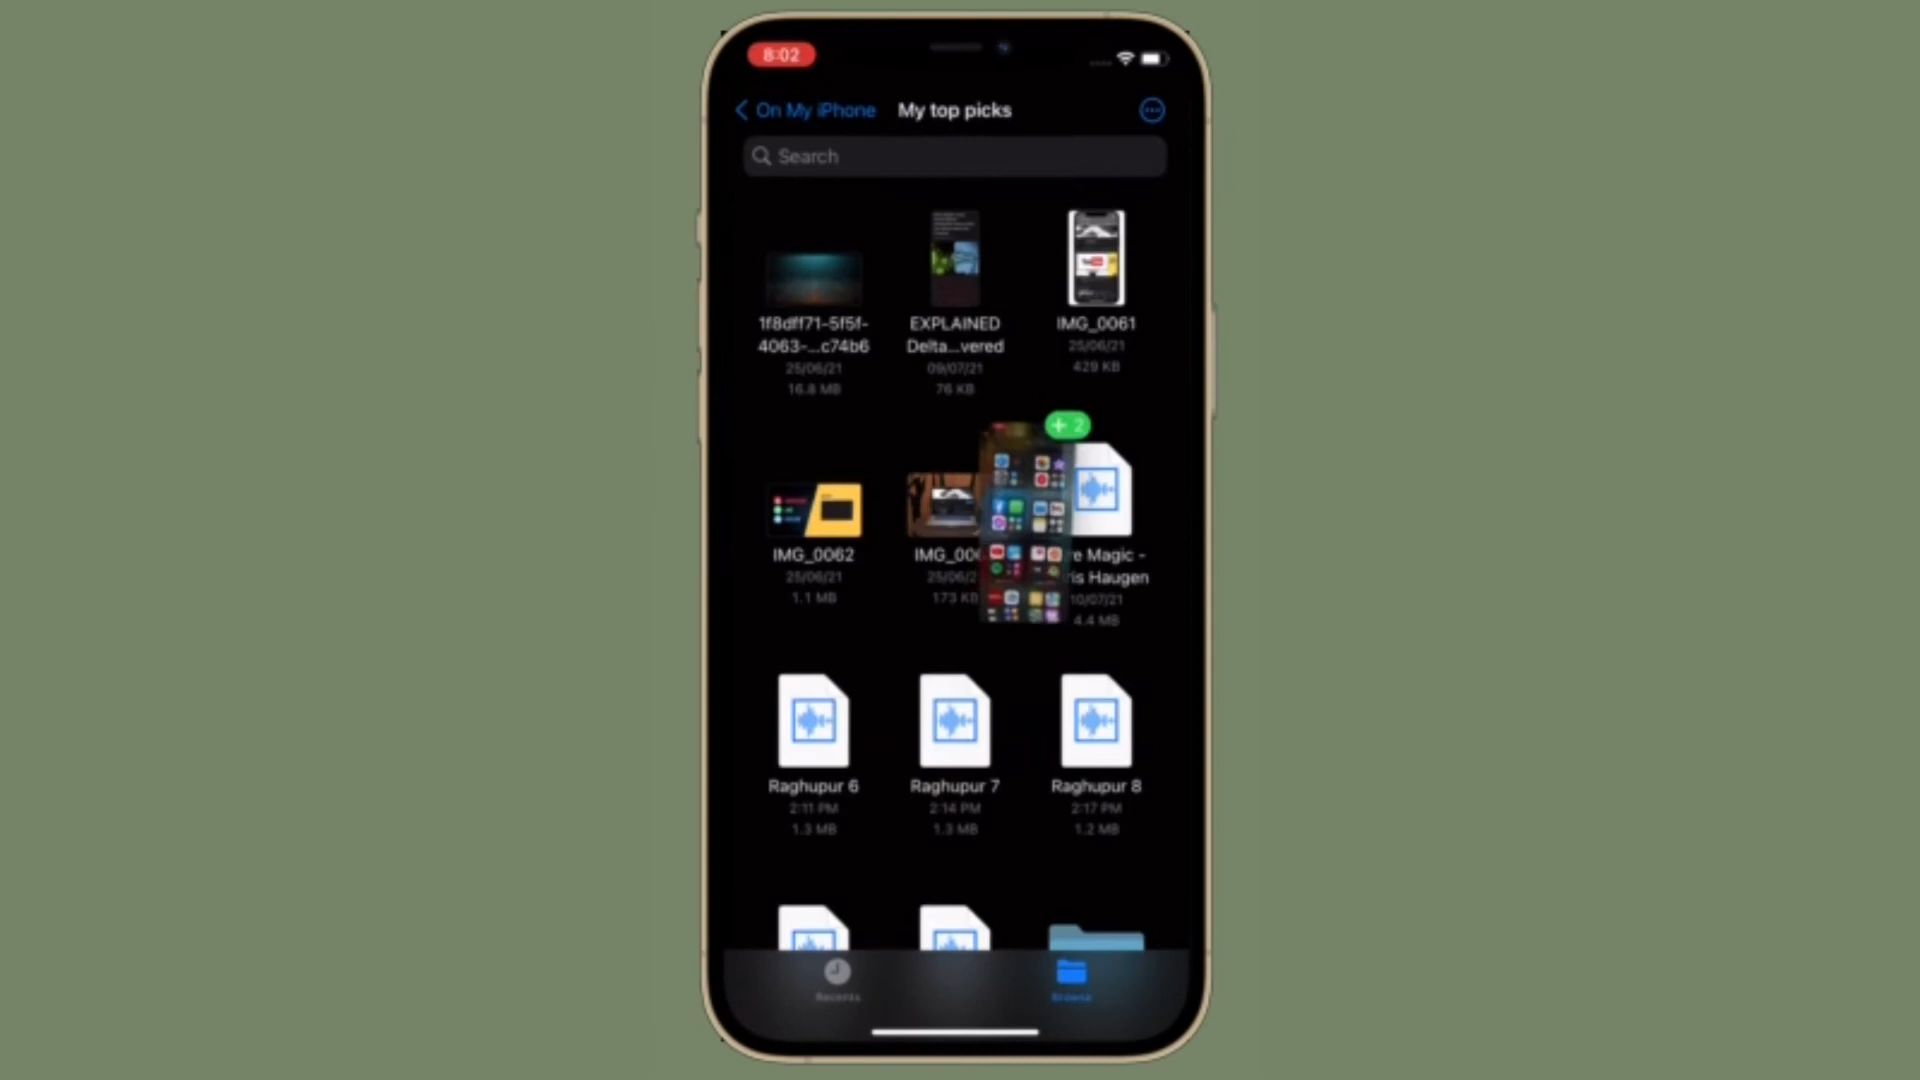 8:02
On My iPhone
My top picks
Search
1f8dff71-5f5f-
4063-...c74b6
25/06/21
16.8 MB
EXPLAINED
Delta...vered
09/07/21
76 KB
IMG_0061
25/06/21
429 KB
+ 2
IMG_0062
25/06/21
1.1 MB
IMG_00
25/06/2
173 KB
re Magic -
ris Haugen
10/07/21
4.4 MB
Raghupur 6
2:11 PM
1.3 MB
Raghupur 7
2:14 PM
1.3 MB
Raghupur 8
2:17 PM
1.2 MB
Recents
Browse